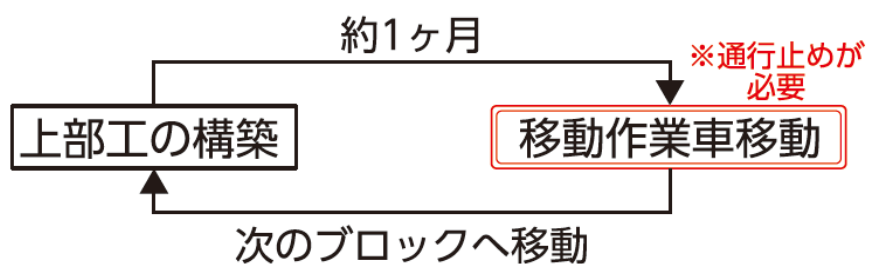 約1ヶ月
※通行止めが
必要
上部工の構築
移動作業車移動
次のブロックへ移動